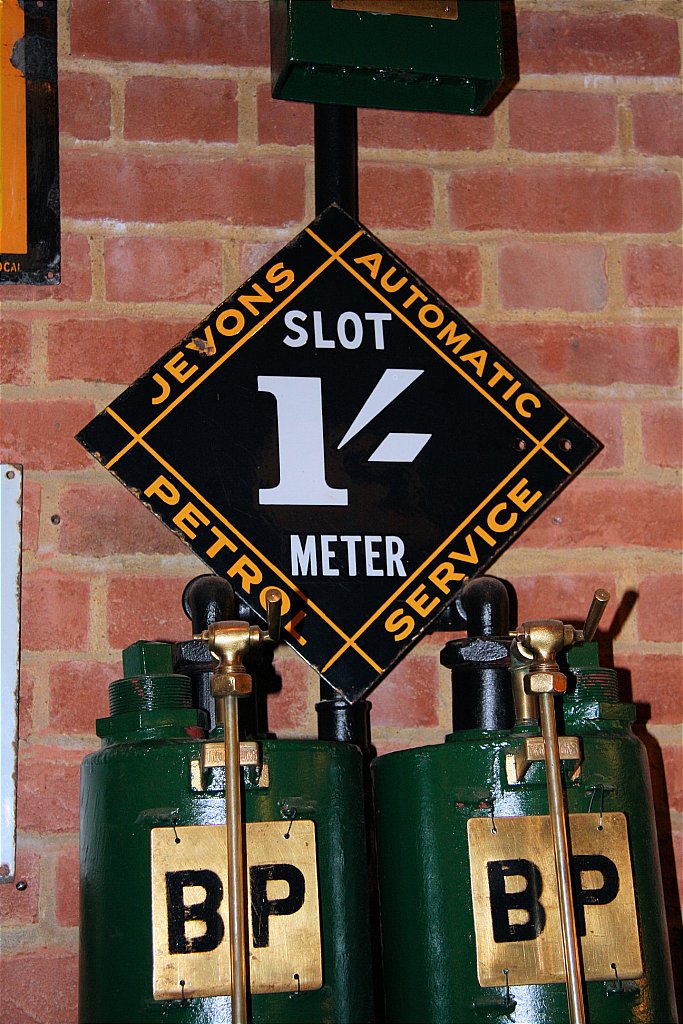 JEVONS
AUTOMATIC
SLOT
1/-
METER
PETROL
SERVICE
BP
BP